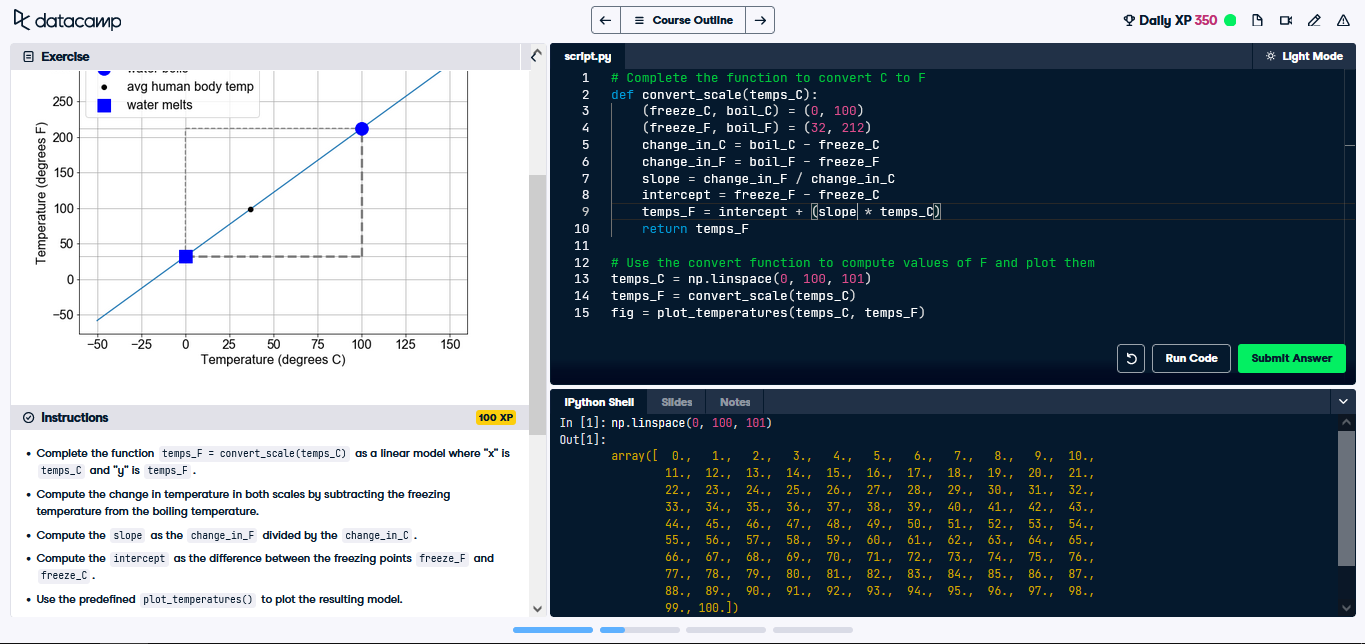 datacamp
Course Outline
Daily XP 350
Exercise
avg human body temp
water melts
250
200
150
100
50
0
−50
Temperature (degrees F)
−50 −25 0 25 50 75 100 125 150
Temperature (degrees C)
Instructions
100 XP
• Complete the function temps_F = convert_scale(temps_C) as a linear model where "x" is
temps_C and "y" is temps_F .
• Compute the change in temperature in both scales by subtracting the freezing
temperature from the boiling temperature.
• Compute the slope as the change_in_F divided by the change_in_C .
• Compute the intercept as the difference between the freezing points freeze_F and
freeze_C .
• Use the predefined plot_temperatures() to plot the resulting model.
script.py
Light Mode
1 # Complete the function to convert C to F
2 def convert_scale(temps_C):
3 (freeze_C, boil_C) = (0, 100)
4 (freeze_F, boil_F) = (32, 212)
5 change_in_C = boil_C - freeze_C
6 change_in_F = boil_F - freeze_F
7 slope = change_in_F / change_in_C
8 intercept = freeze_F - freeze_C
9 temps_F = intercept + (slope * temps_C)
10 return temps_F
11
12 # Use the convert function to compute values of F and plot them
13 temps_C = np.linspace(0, 100, 101)
14 temps_F = convert_scale(temps_C)
15 fig = plot_temperatures(temps_C, temps_F)
Run Code
Submit Answer
IPython Shell Slides Notes
In [1]: np.linspace(0, 100, 101)
Out[1]:
array([ 0., 1., 2., 3., 4., 5., 6., 7., 8., 9., 10.,
11., 12., 13., 14., 15., 16., 17., 18., 19., 20., 21.,
22., 23., 24., 25., 26., 27., 28., 29., 30., 31., 32.,
33., 34., 35., 36., 37., 38., 39., 40., 41., 42., 43.,
44., 45., 46., 47., 48., 49., 50., 51., 52., 53., 54.,
55., 56., 57., 58., 59., 60., 61., 62., 63., 64., 65.,
66., 67., 68., 69., 70., 71., 72., 73., 74., 75., 76.,
77., 78., 79., 80., 81., 82., 83., 84., 85., 86., 87.,
88., 89., 90., 91., 92., 93., 94., 95., 96., 97., 98.,
99., 100.])